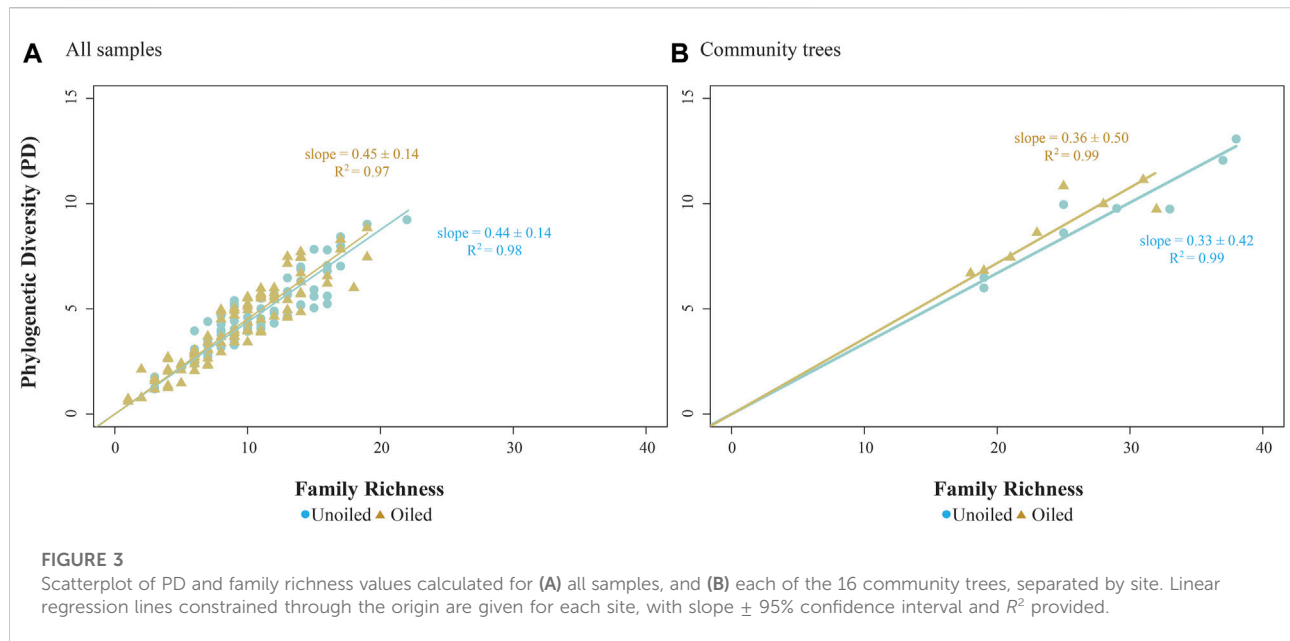 A All samples
B Community trees
Phylogenetic Diversity (PD)
15
10
5
0
slope = 0.45 ± 0.14
R² = 0.97
slope = 0.44 ± 0.14
R² = 0.98
0 10 20 30 40
Family Richness
Unoiled Oiled
15
10
5
0
slope = 0.36 ± 0.50
R² = 0.99
slope = 0.33 ± 0.42
R² = 0.99
0 10 20 30 40
Family Richness
Unoiled Oiled
FIGURE 3
Scatterplot of PD and family richness values calculated for (A) all samples, and (B) each of the 16 community trees, separated by site. Linear
regression lines constrained through the origin are given for each site, with slope ± 95% confidence interval and R² provided.